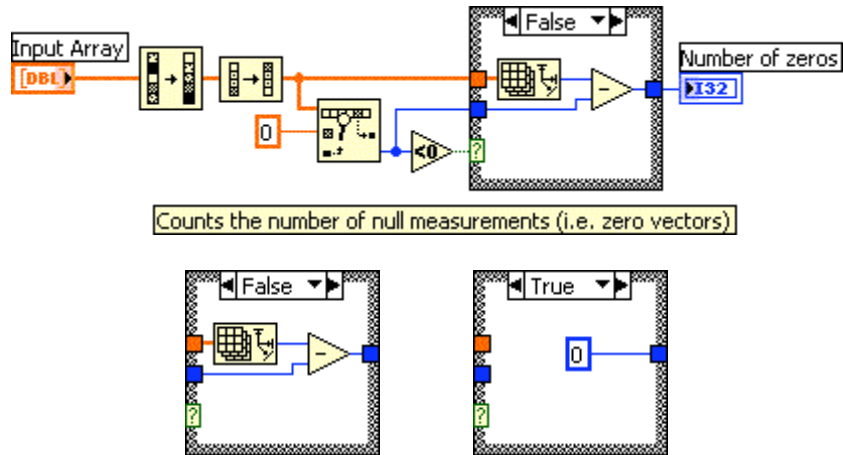 False
Input Array
[DBL]
Number of zeros
I32
0
<0
?
Counts the number of null measurements (i.e. zero vectors)
False
True
0
?
?